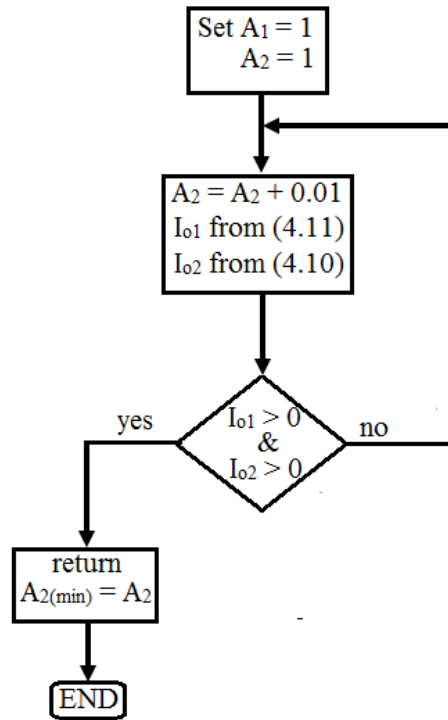 Set A₁ = 1
A₂ = 1
A₂ = A₂ + 0.01
Iₒ₁ from (4.11)
Iₒ₂ from (4.10)
yes
Iₒ₁ > 0
&
Iₒ₂ > 0
no
return
A₂₍min₎ = A₂
END